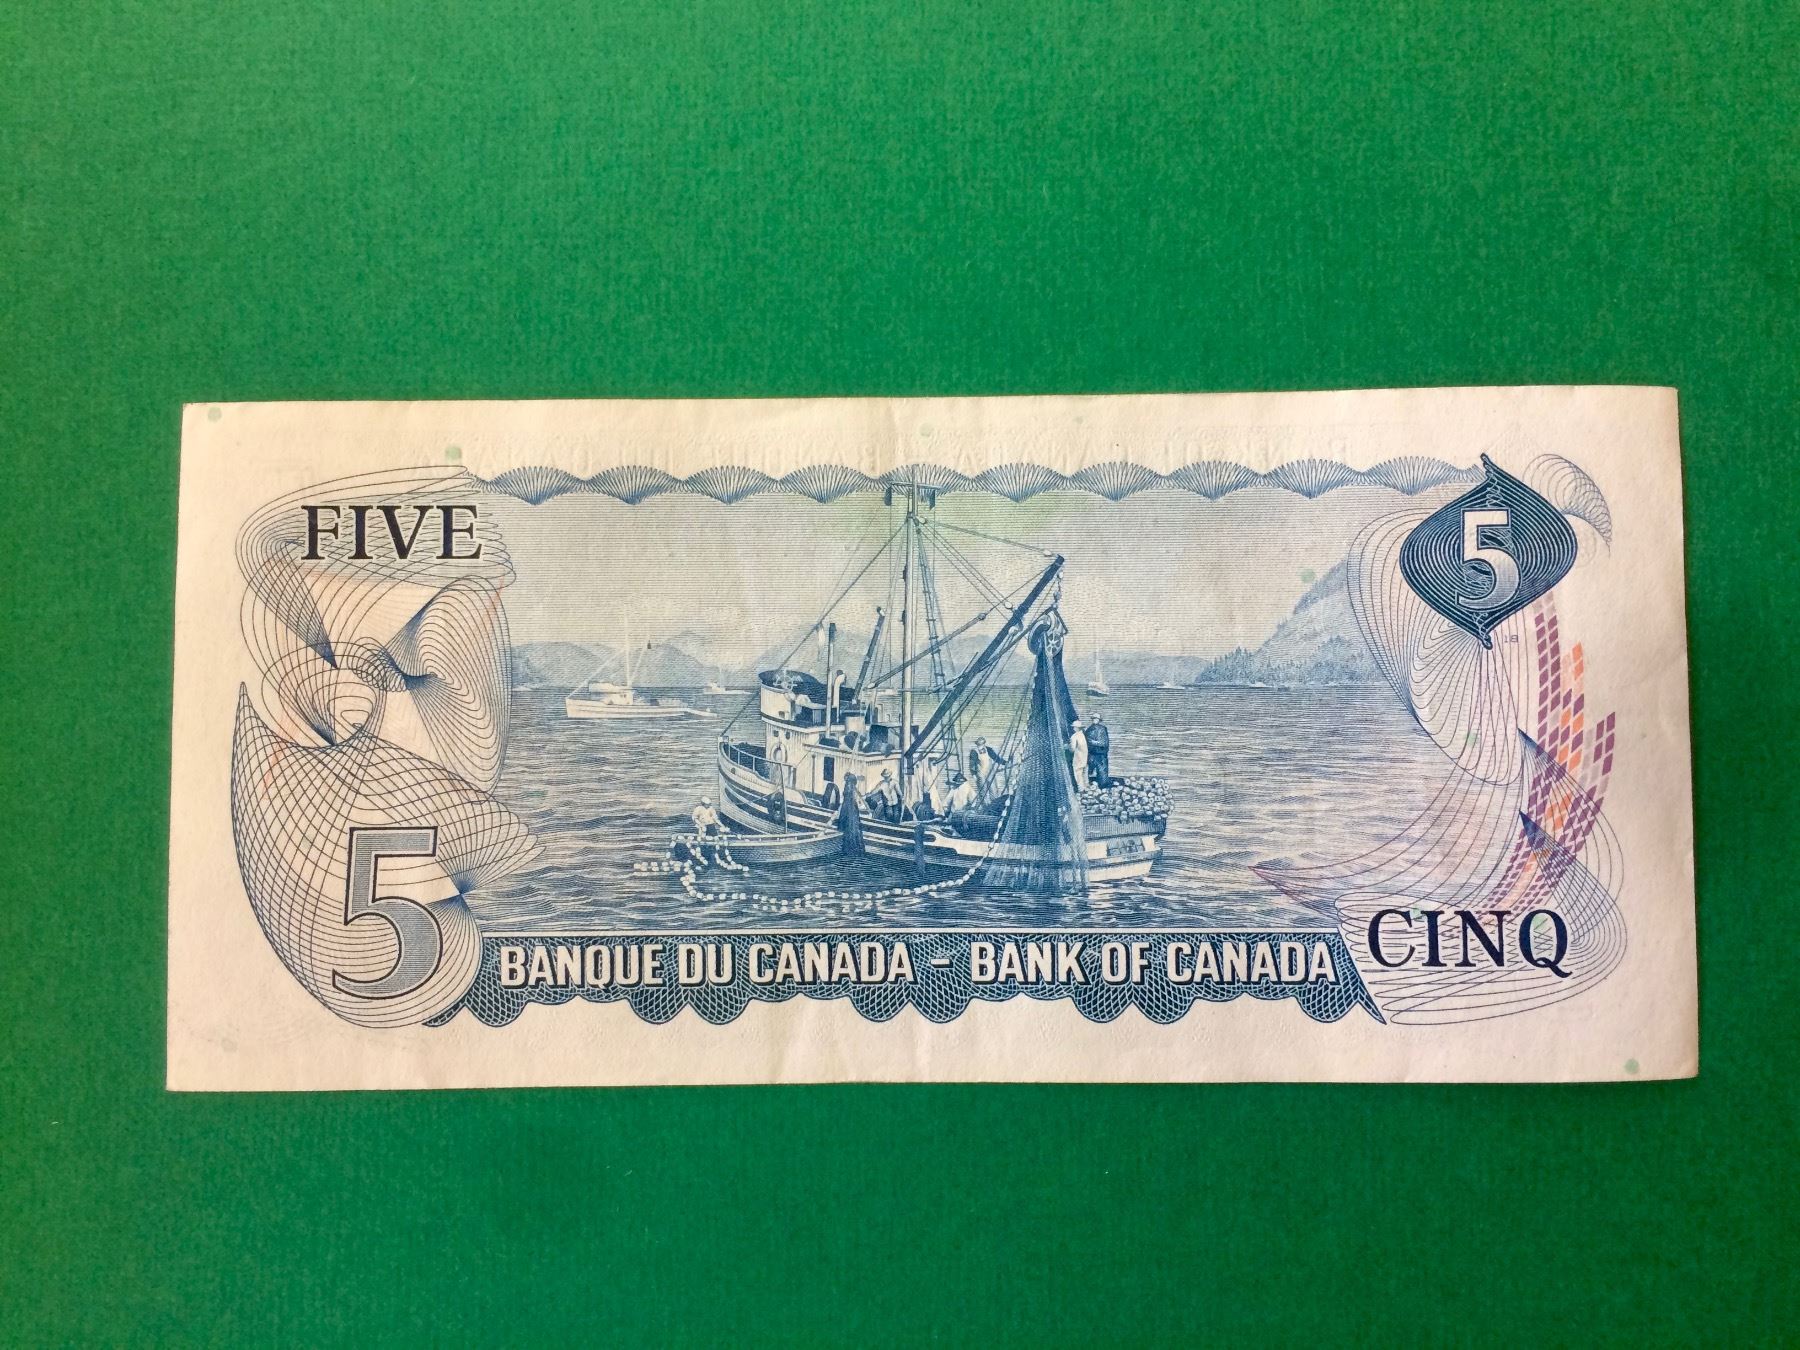 FIVE
5
5
BANQUE DU CANADA - BANK OF CANADA
CINQ